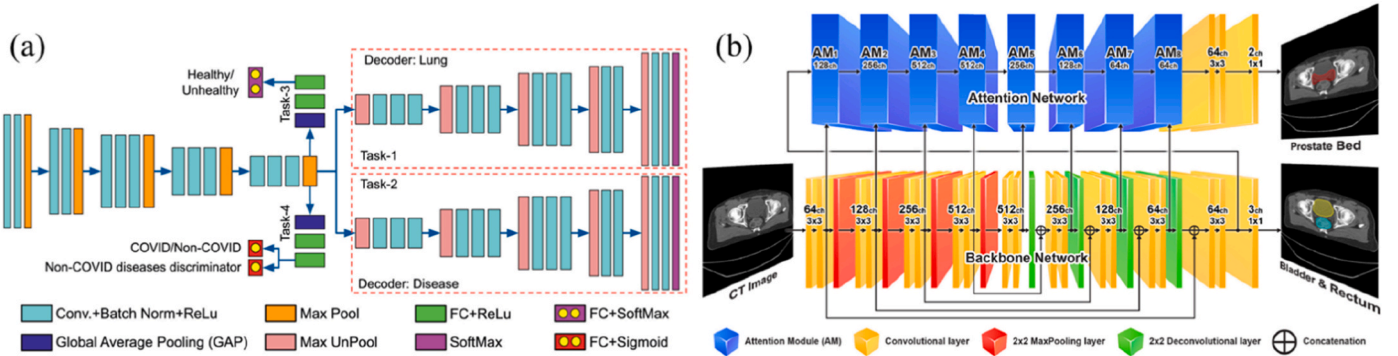 (a)
Healthy/
Unhealthy
Task-3
Decoder: Lung
Task-1
Task-2
Task-4
COVID/Non-COVID
Non-COVID diseases discriminator
Decoder: Disease
Conv.+Batch Norm+ReLu
Max Pool
FC+ReLu
FC+SoftMax
Global Average Pooling (GAP)
Max UnPool
SoftMax
FC+Sigmoid
(b)
AM1 AM2 AM3 AM4 AM5 AM6 AM7 AM8 64ch 2ch
128ch 256ch 512ch 512ch 256ch 128ch 64ch 64ch 3x3 1x1
Attention Network
Prostate Bed
64ch 128ch 256ch 512ch 512ch 256ch 128ch 64ch 64ch 3ch
3x3 3x3 3x3 3x3 3x3 3x3 3x3 3x3 3x3 1x1
Backbone Network
CT Image
Bladder & Rectum
Attention Module (AM)
Convolutional layer
2x2 MaxPooling layer
2x2 Deconvolutional layer
Concatenation